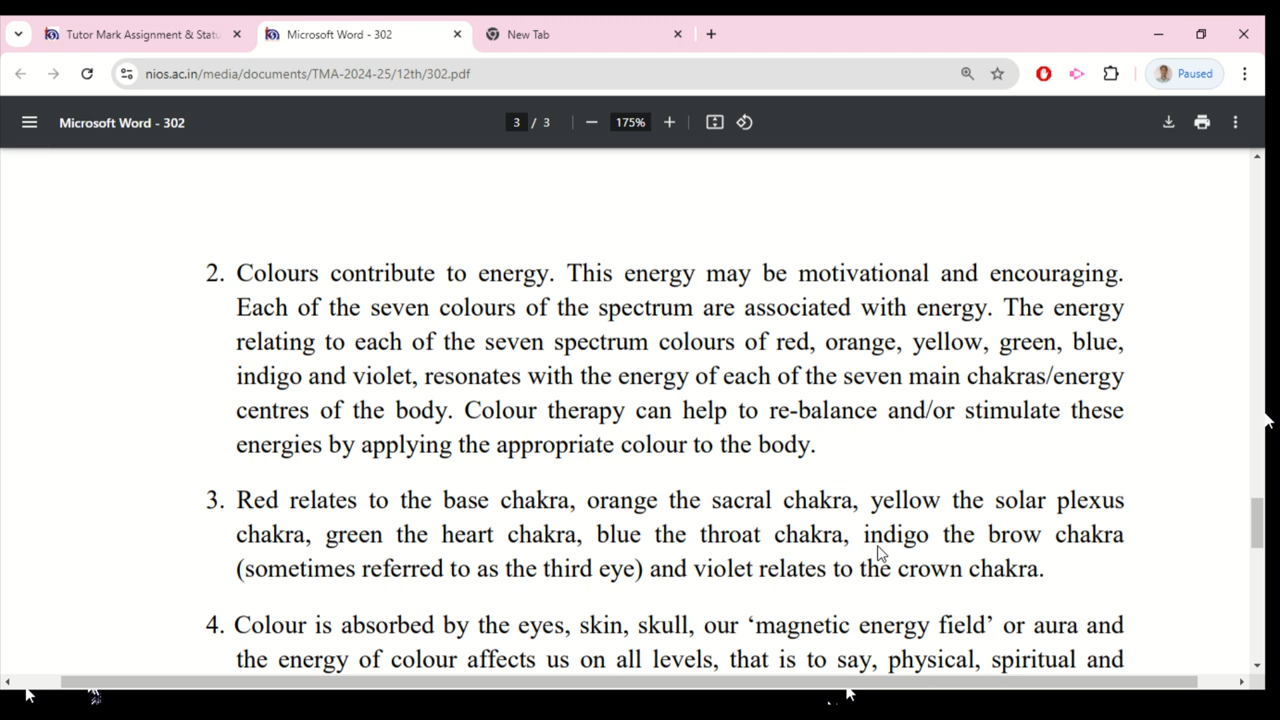 Tutor Mark Assignment & Statu
Microsoft Word - 302
New Tab
nios.ac.in/media/documents/TMA-2024-25/12th/302.pdf
Paused
Microsoft Word - 302
3 / 3
175%
2. Colours contribute to energy. This energy may be motivational and encouraging.
Each of the seven colours of the spectrum are associated with energy. The energy
relating to each of the seven spectrum colours of red, orange, yellow, green, blue,
indigo and violet, resonates with the energy of each of the seven main chakras/energy
centres of the body. Colour therapy can help to re-balance and/or stimulate these
energies by applying the appropriate colour to the body.
3. Red relates to the base chakra, orange the sacral chakra, yellow the solar plexus
chakra, green the heart chakra, blue the throat chakra, indigo the brow chakra
(sometimes referred to as the third eye) and violet relates to the crown chakra.
4. Colour is absorbed by the eyes, skin, skull, our ‘magnetic energy field’ or aura and
the energy of colour affects us on all levels, that is to say, physical, spiritual and